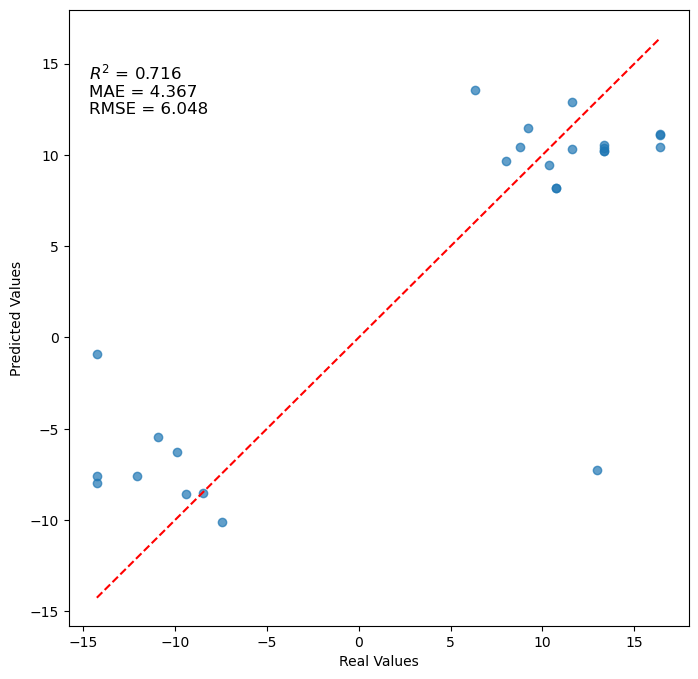 R² = 0.716
MAE = 4.367
RMSE = 6.048
15
10
5
0
−5
−10
−15
Predicted Values
−15 −10 −5 0 5 10 15
Real Values